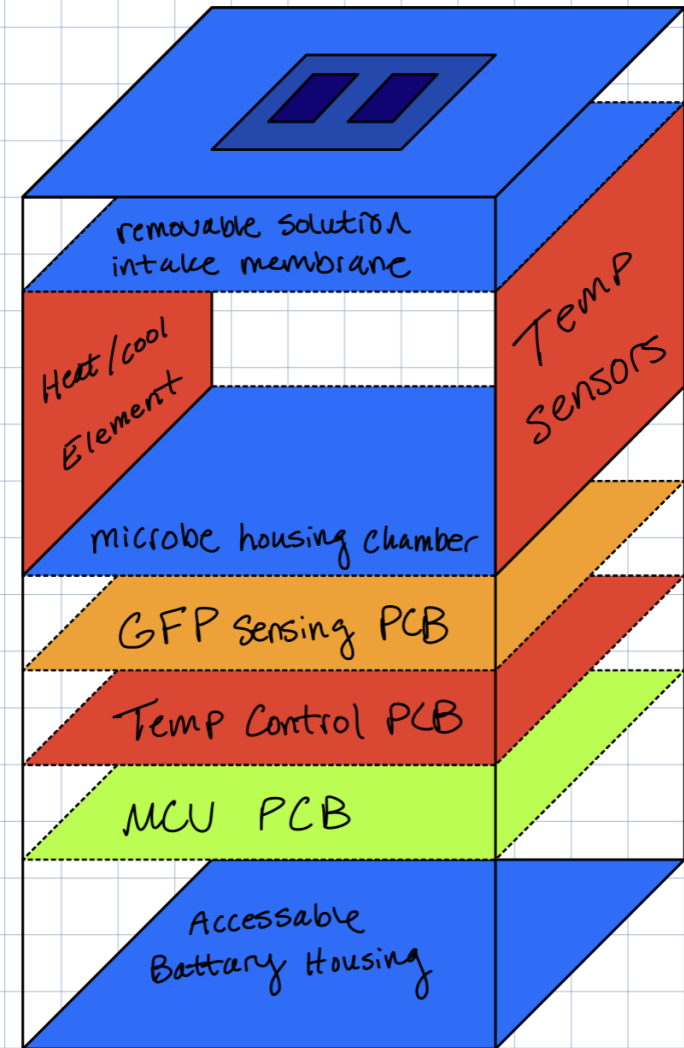 removable solution
intake membrane
Heat/cool
Element
Temp
sensors
microbe housing chamber
GFP sensing PCB
Temp Control PCB
MCU PCB
Accessable
Battary Housing